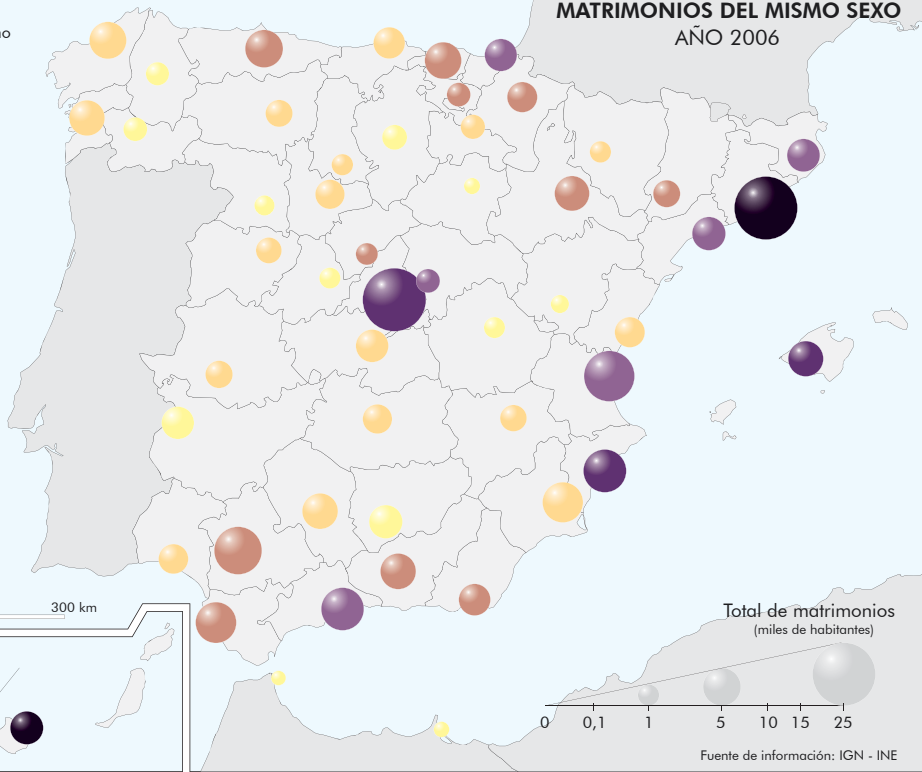 MATRIMONIOS DEL MISMO SEXO
AÑO 2006
300 km
Total de matrimonios
(miles de habitantes)
0 0,1 1 5 10 15 25
Fuente de información: IGN - INE